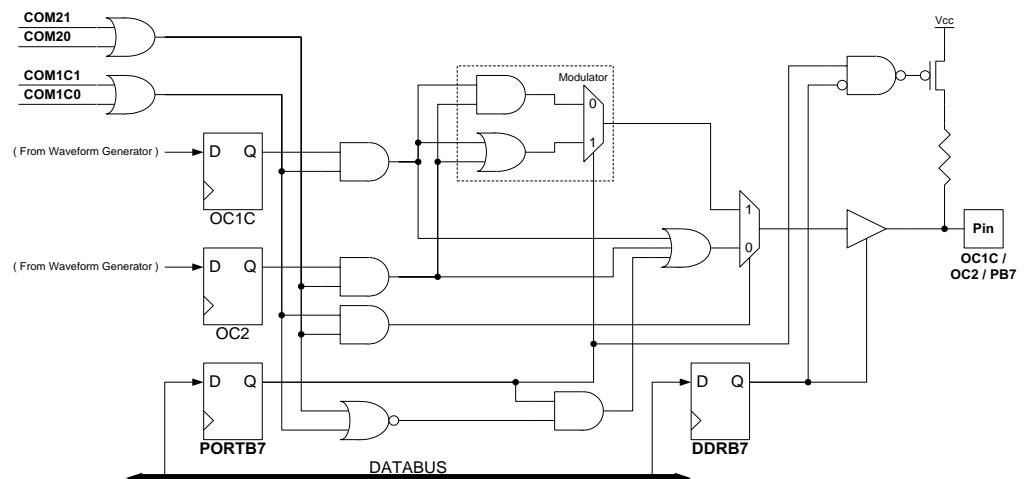 COM21
COM20
Vcc
COM1C1
COM1C0
Modulator
0
1
( From Waveform Generator )
D Q
OC1C
1
0
Pin
OC1C /
OC2 / PB7
( From Waveform Generator )
D Q
OC2
D Q
PORTB7
D Q
DDRB7
DATABUS